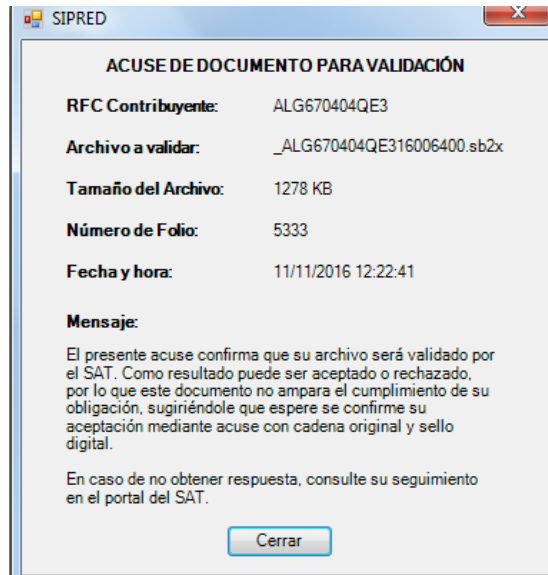 SIPRED
ACUSE DE DOCUMENTO PARA VALIDACIÓN
RFC Contribuyente: ALG670404QE3
Archivo a validar: _ALG670404QE316006400.sb2x
Tamaño del Archivo: 1278 KB
Número de Folio: 5333
Fecha y hora: 11/11/2016 12:22:41
Mensaje:
El presente acuse confirma que su archivo será validado por
el SAT. Como resultado puede ser aceptado o rechazado,
por lo que este documento no ampara el cumplimiento de su
obligación, sugiriéndole que espere se confirme su
aceptación mediante acuse con cadena original y sello
digital.
En caso de no obtener respuesta, consulte su seguimiento
en el portal del SAT.
Cerrar